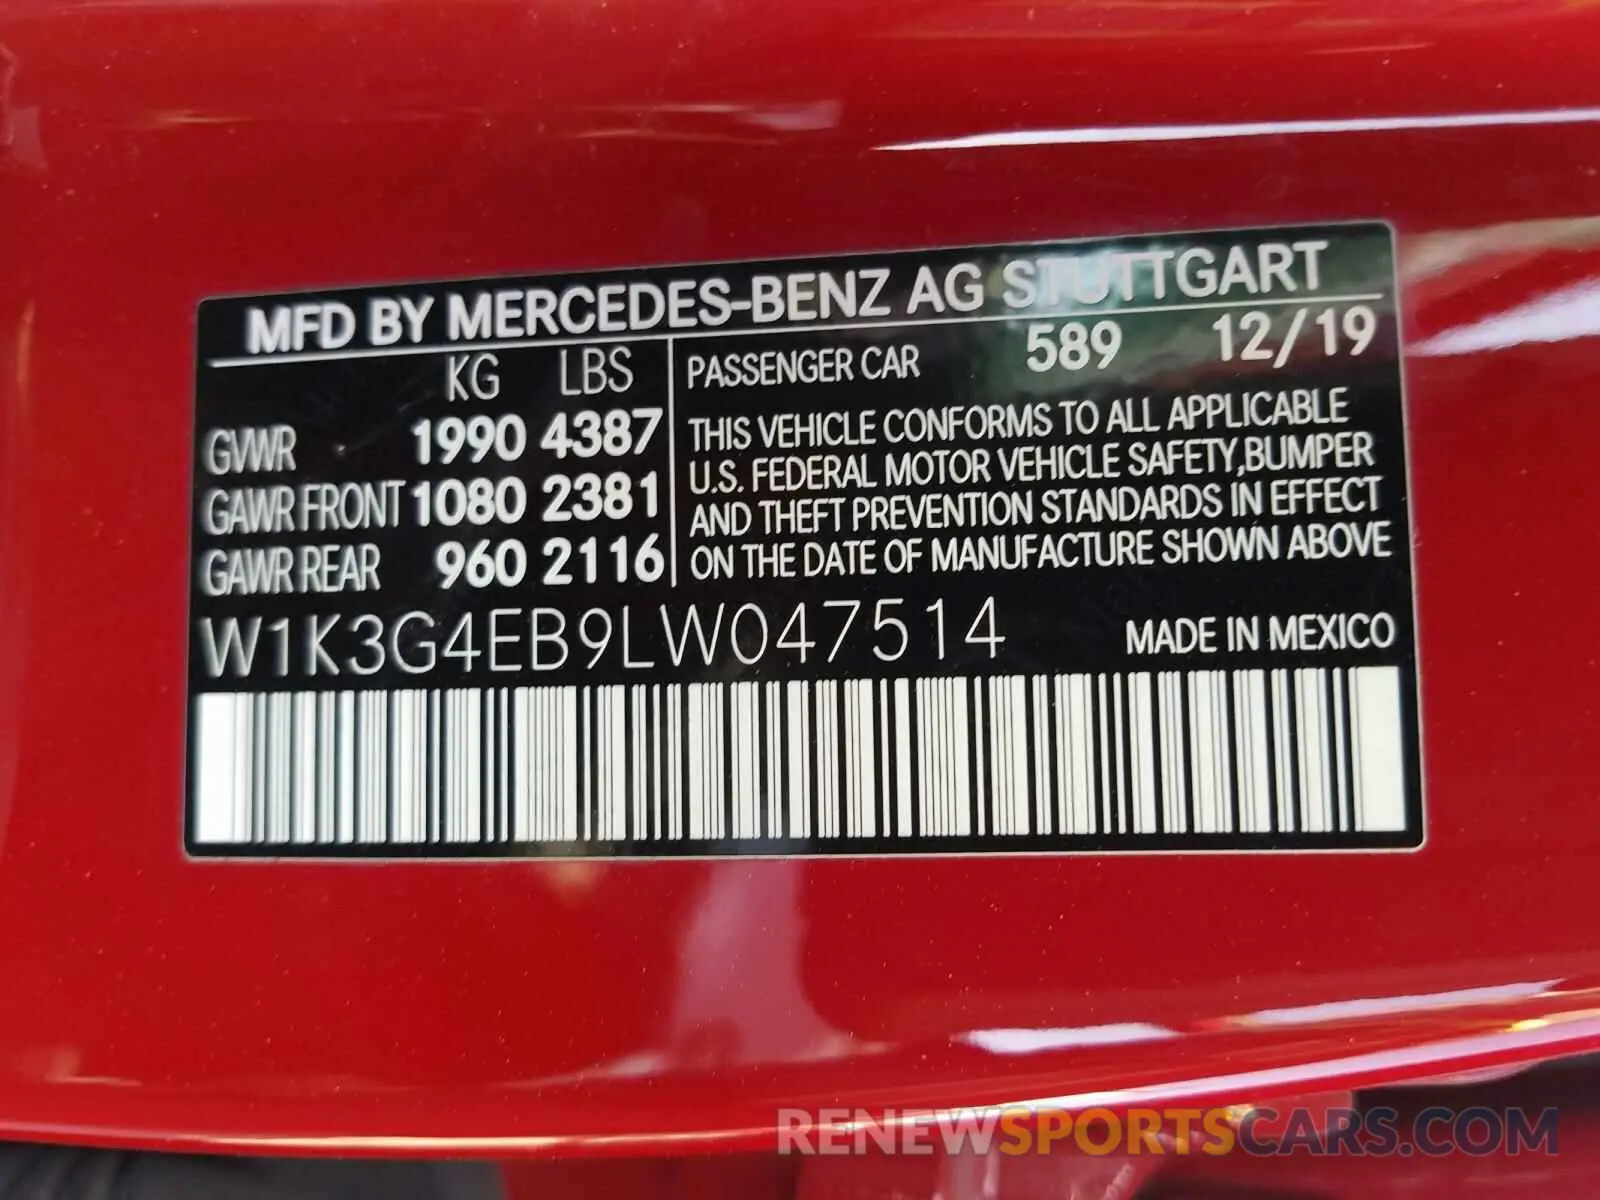 MFD BY MERCEDES-BENZ AG STUTTGART
KG LBS
PASSENGER CAR 589 12/19
GVWR 1990 4387
GAWR FRONT 1080 2381
GAWR REAR 960 2116
THIS VEHICLE CONFORMS TO ALL APPLICABLE
U.S. FEDERAL MOTOR VEHICLE SAFETY,BUMPER
AND THEFT PREVENTION STANDARDS IN EFFECT
ON THE DATE OF MANUFACTURE SHOWN ABOVE
W1K3G4EB9LW047514
MADE IN MEXICO
RENEWSPORTSCARS.COM